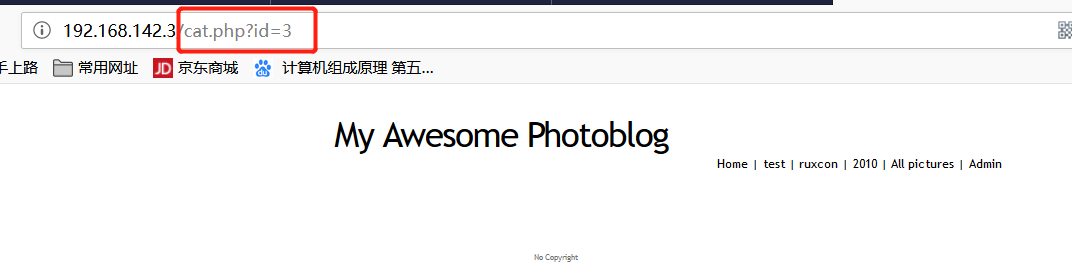 192.168.142.3/cat.php?id=3
手上路 常用网址 JD 京东商城 du 计算机组成原理 第五...
My Awesome Photoblog
Home | test | ruxcon | 2010 | All pictures | Admin
No Copyright